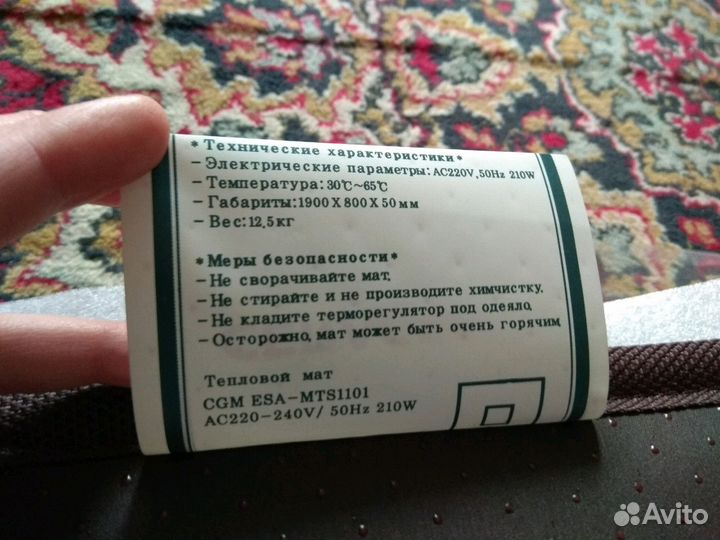 * Технические характеристики *
- Электрические параметры: AC220V, 50Hz 210W
- Температура: 30℃~65℃
- Габариты: 1900 X 800 X 50 мм
- Вес: 12,5 кг
* Меры безопасности *
- Не сворачивайте мат.
- Не стирайте и не производите химчистку.
- Не кладите терморегулятор под одеяло.
- Осторожно, мат может быть очень горячим
Тепловой мат
CGM ESA-MTS1101
AC220-240V/ 50Hz 210W
Avito